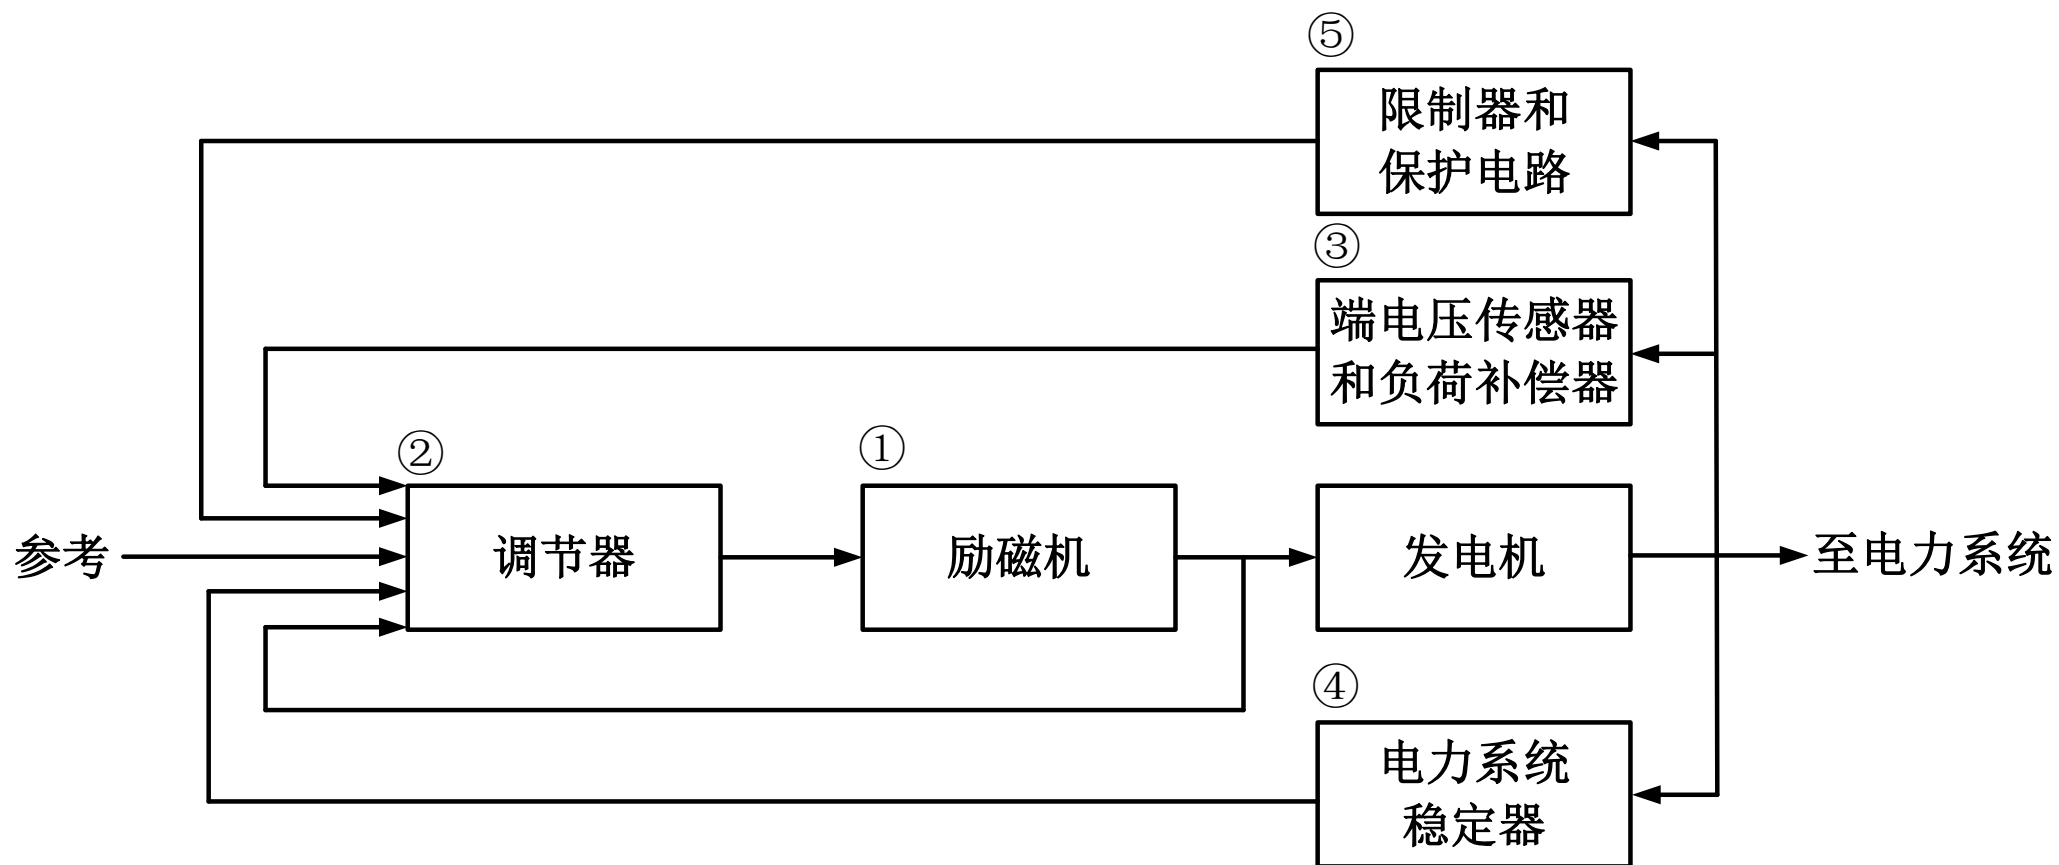 ⑤
限制器和
保护电路
③
端电压传感器
和负荷补偿器
②
①
参考
调节器
励磁机
发电机
至电力系统
④
电力系统
稳定器